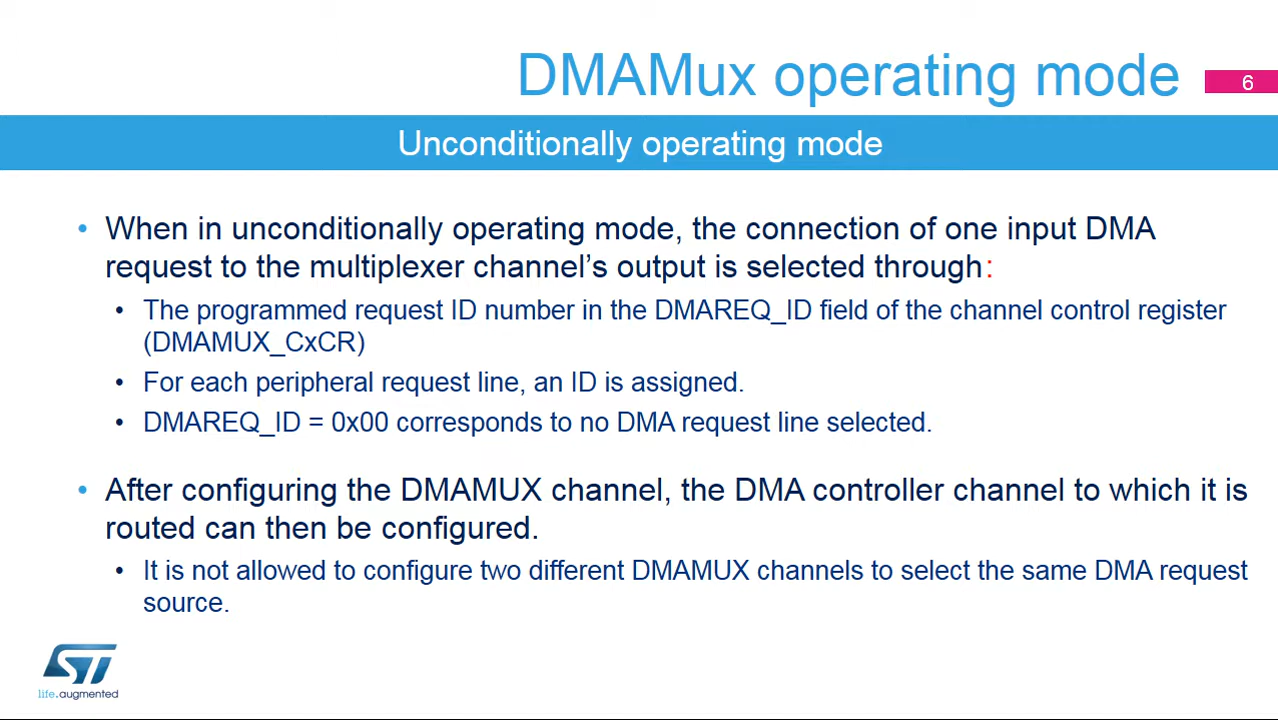 DMAMux operating mode
6
Unconditionally operating mode
• When in unconditionally operating mode, the connection of one input DMA
request to the multiplexer channel's output is selected through:
• The programmed request ID number in the DMAREQ_ID field of the channel control register
(DMAMUX_CxCR)
• For each peripheral request line, an ID is assigned.
• DMAREQ_ID = 0x00 corresponds to no DMA request line selected.
• After configuring the DMAMUX channel, the DMA controller channel to which it is
routed can then be configured.
• It is not allowed to configure two different DMAMUX channels to select the same DMA request
source.
ST
life.augmented